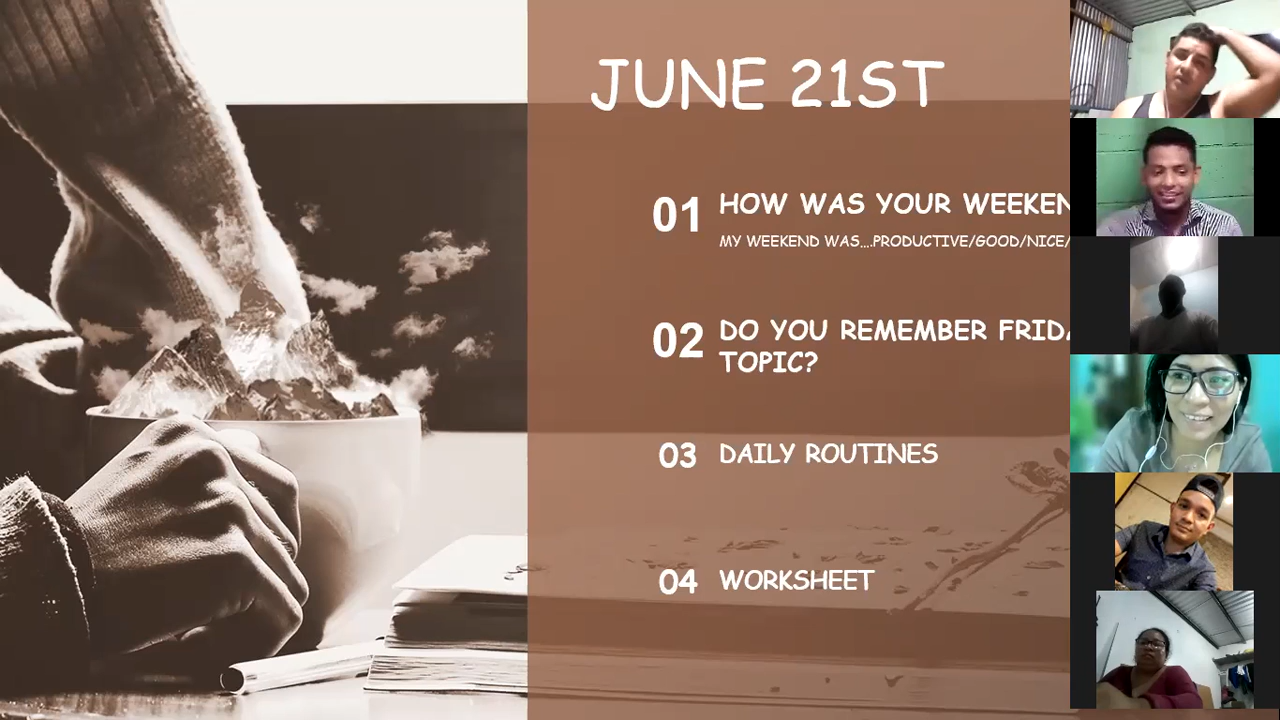 JUNE 21ST
01
HOW WAS YOUR WEEKEN
MY WEEKEND WAS....PRODUCTIVE/GOOD/NICE/
02
DO YOU REMEMBER FRIDA
TOPIC?
03
DAILY ROUTINES
04
WORKSHEET